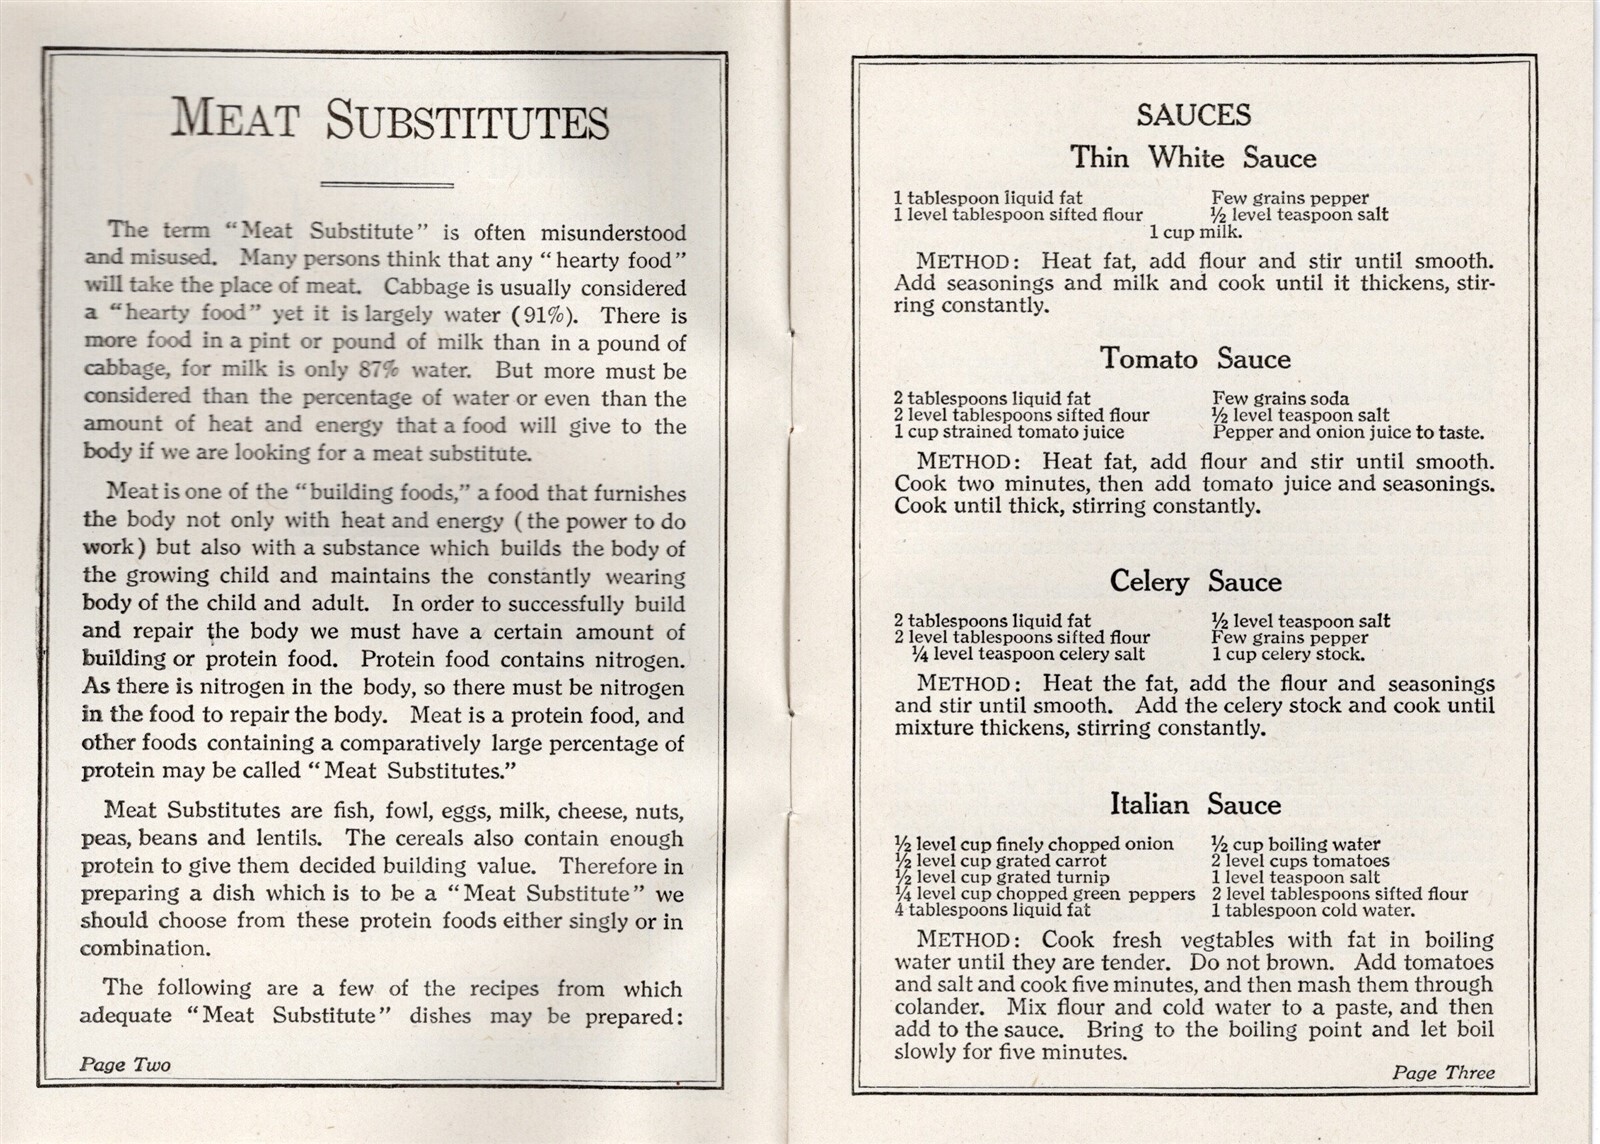 MEAT SUBSTITUTES
The term "Meat Substitute" is often misunderstood
and misused. Many persons think that any "hearty food"
will take the place of meat. Cabbage is usually considered
a "hearty food" yet it is largely water (91%). There is
more food in a pint or pound of milk than in a pound of
cabbage, for milk is only 87% water. But more must be
considered than the percentage of water or even than the
amount of heat and energy that a food will give to the
body if we are looking for a meat substitute.
Meat is one of the "building foods," a food that furnishes
the body not only with heat and energy (the power to do
work) but also with a substance which builds the body of
the growing child and maintains the constantly wearing
body of the child and adult. In order to successfully build
and repair the body we must have a certain amount of
building or protein food. Protein food contains nitrogen.
As there is nitrogen in the body, so there must be nitrogen
in the food to repair the body. Meat is a protein food, and
other foods containing a comparatively large percentage of
protein may be called "Meat Substitutes."
Meat Substitutes are fish, fowl, eggs, milk, cheese, nuts,
peas, beans and lentils. The cereals also contain enough
protein to give them decided building value. Therefore in
preparing a dish which is to be a "Meat Substitute" we
should choose from these protein foods either singly or in
combination.
The following are a few of the recipes from which
adequate "Meat Substitute" dishes may be prepared:
Page Two
SAUCES
Thin White Sauce
1 tablespoon liquid fat Few grains pepper
1 level tablespoon sifted flour ½ level teaspoon salt
1 cup milk.
METHOD: Heat fat, add flour and stir until smooth.
Add seasonings and milk and cook until it thickens, stir-
ring constantly.
Tomato Sauce
2 tablespoons liquid fat Few grains soda
2 level tablespoons sifted flour ½ level teaspoon salt
1 cup strained tomato juice Pepper and onion juice to taste.
METHOD: Heat fat, add flour and stir until smooth.
Cook two minutes, then add tomato juice and seasonings.
Cook until thick, stirring constantly.
Celery Sauce
2 tablespoons liquid fat ½ level teaspoon salt
2 level tablespoons sifted flour Few grains pepper
¼ level teaspoon celery salt 1 cup celery stock.
METHOD: Heat the fat, add the flour and seasonings
and stir until smooth. Add the celery stock and cook until
mixture thickens, stirring constantly.
Italian Sauce
½ level cup finely chopped onion ½ cup boiling water
½ level cup grated carrot 2 level cups tomatoes
½ level cup grated turnip 1 level teaspoon salt
¼ level cup chopped green peppers 2 level tablespoons sifted flour
4 tablespoons liquid fat 1 tablespoon cold water.
METHOD: Cook fresh vegtables with fat in boiling
water until they are tender. Do not brown. Add tomatoes
and salt and cook five minutes, and then mash them through
colander. Mix flour and cold water to a paste, and then
add to the sauce. Bring to the boiling point and let boil
slowly for five minutes.
Page Three